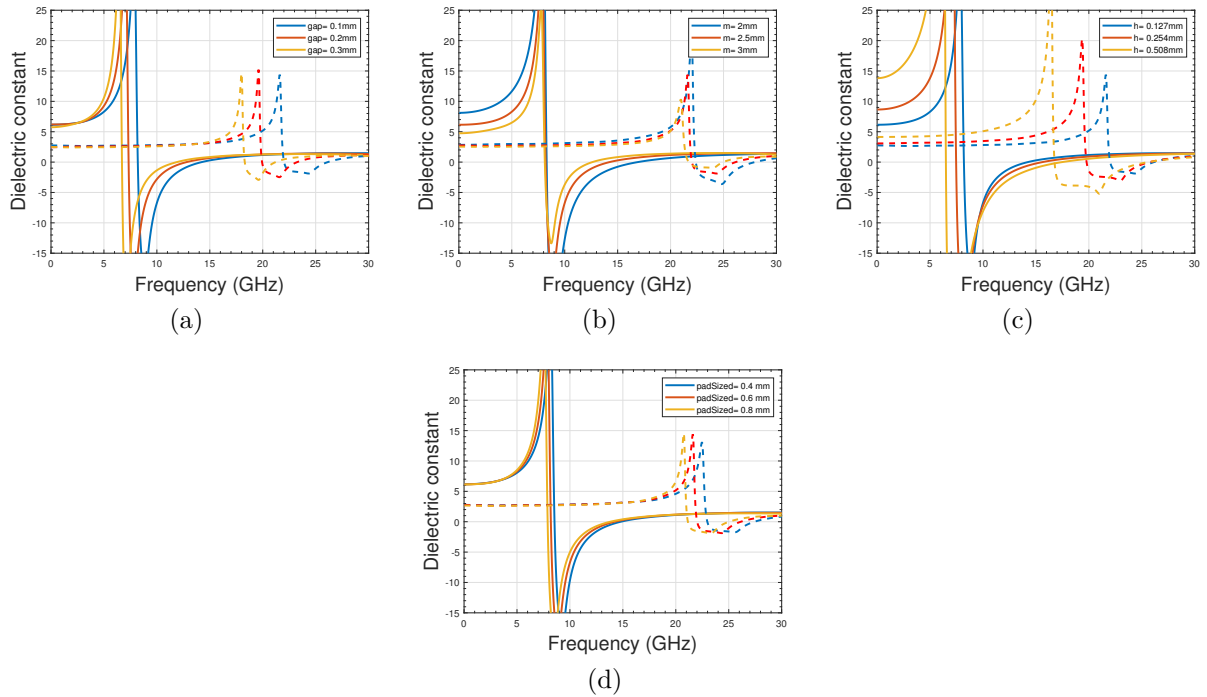 25
20
15
10
5
0
-5
-10
-15
0 5 10 15 20 25 30
Dielectric constant
Frequency (GHz)
gap= 0.1mm
gap= 0.2mm
gap= 0.3mm
(a)
25
20
15
10
5
0
-5
-10
-15
0 5 10 15 20 25 30
Dielectric constant
Frequency (GHz)
m= 2mm
m= 2.5mm
m= 3mm
(b)
25
20
15
10
5
0
-5
-10
-15
0 5 10 15 20 25 30
Dielectric constant
Frequency (GHz)
h= 0.127mm
h= 0.254mm
h= 0.508mm
(c)
25
20
15
10
5
0
-5
-10
-15
0 5 10 15 20 25 30
Dielectric constant
Frequency (GHz)
padSized= 0.4 mm
padSized= 0.6 mm
padSized= 0.8 mm
(d)